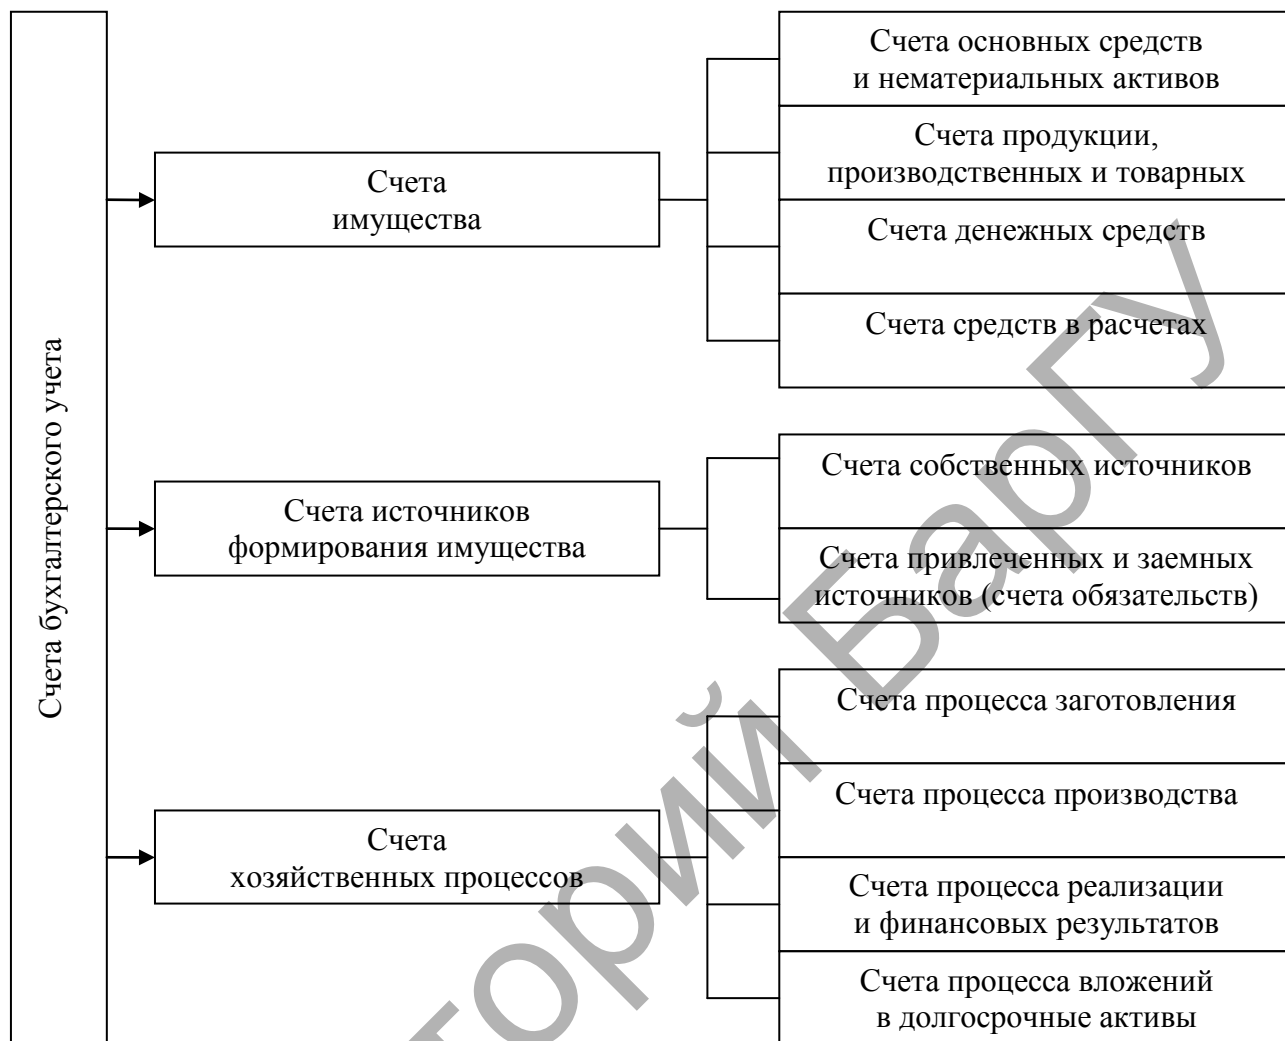 Счета бухгалтерского учета
Счета
имущества
Счета основных средств
и нематериальных активов
Счета продукции,
производственных и товарных
Счета денежных средств
Счета средств в расчетах
Счета источников
формирования имущества
Счета собственных источников
Счета привлеченных и заемных
источников (счета обязательств)
Счета
хозяйственных процессов
Счета процесса заготовления
Счета процесса производства
Счета процесса реализации
и финансовых результатов
Счета процесса вложений
в долгосрочные активы
торий БарГУ